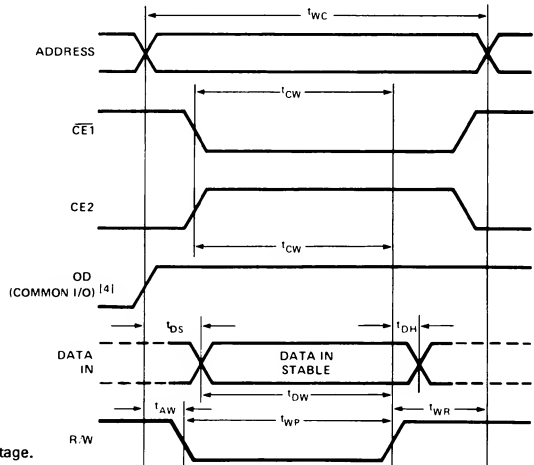 tWC
ADDRESS
tCW
CE1
CE2
tCW
OD
(COMMON I/O) [4]
tDS
tDH
DATA
IN
DATA IN
STABLE
tDW
tAW
tWP
tWR
R/W
tage.